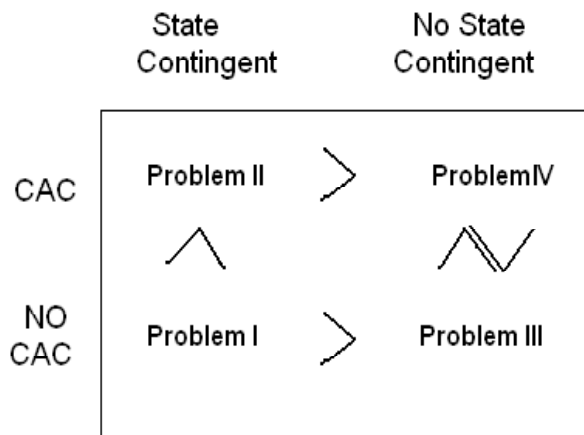 State
Contingent
No State
Contingent
CAC
Problem II
ProblemIV
NO
CAC
Problem I
Problem III